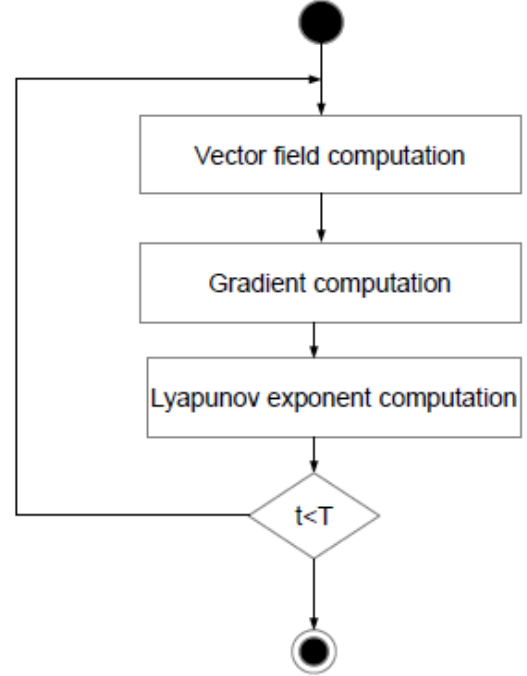 Vector field computation
Gradient computation
Lyapunov exponent computation
t<T